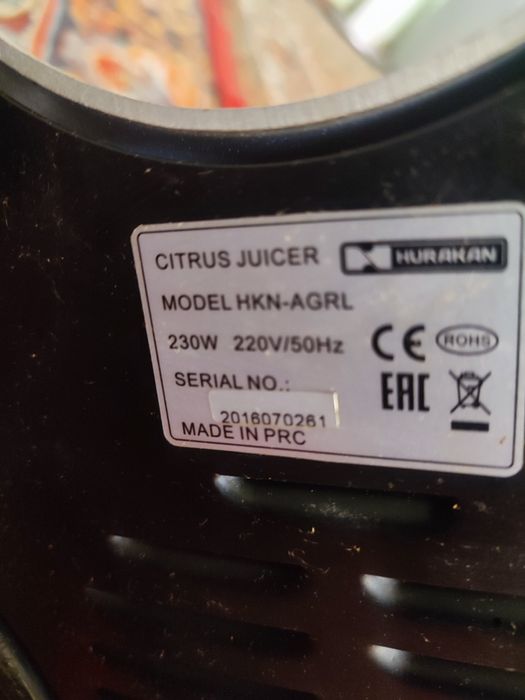 CITRUS JUICER HURAKAN
MODEL HKN-AGRL
230W 220V/50Hz CE ROHS
SERIAL NO.: EAC
2016070261
MADE IN PRC